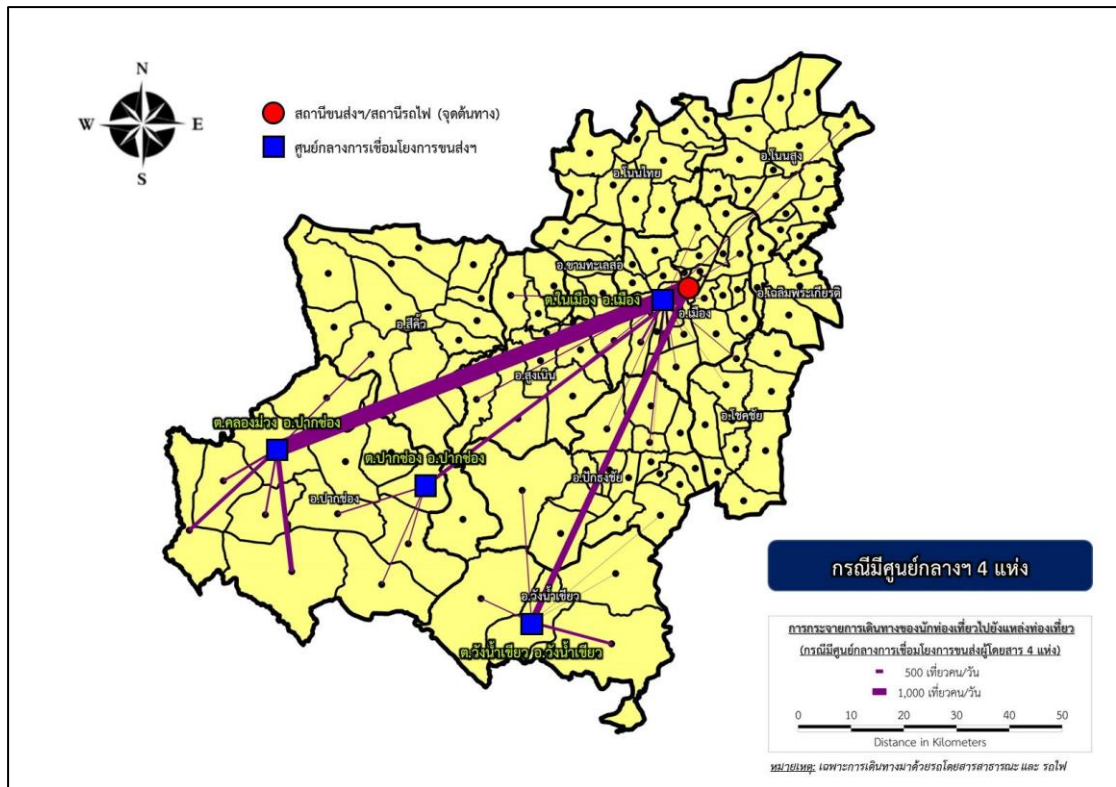 N
W
E
S
สถานีขนส่งฯ/สถานีรถไฟ (จุดต้นทาง)
ศูนย์กลางการเชื่อมโยงการขนส่งฯ
อ.โนนสูง
อ.โนนไทย
อ.ขามทะเลสอ
อ.เฉลิมพระเกียรติ
ต.ในเมือง อ.เมือง
อ.เมือง
อ.สีคิ้ว
อ.สูงเนิน
อ.โชคชัย
ต.คลองม่วง อ.ปากช่อง
ต.ปากช่อง อ.ปากช่อง
อ.ปักธงชัย
อ.ปากช่อง
อ.วังน้ำเขียว
ต.วังน้ำเขียว อ.วังน้ำเขียว
กรณีมีศูนย์กลางฯ 4 แห่ง
การกระจายการเดินทางของนักท่องเที่ยวไปยังแหล่งท่องเที่ยว
(กรณีมีศูนย์กลางการเชื่อมโยงการขนส่งผู้โดยสาร 4 แห่ง)
500 เที่ยวคน/วัน
1,000 เที่ยวคน/วัน
0 10 20 30 40 50
Distance in Kilometers
หมายเหตุ: เฉพาะการเดินทางมาด้วยรถโดยสารสาธารณะ และ รถไฟ